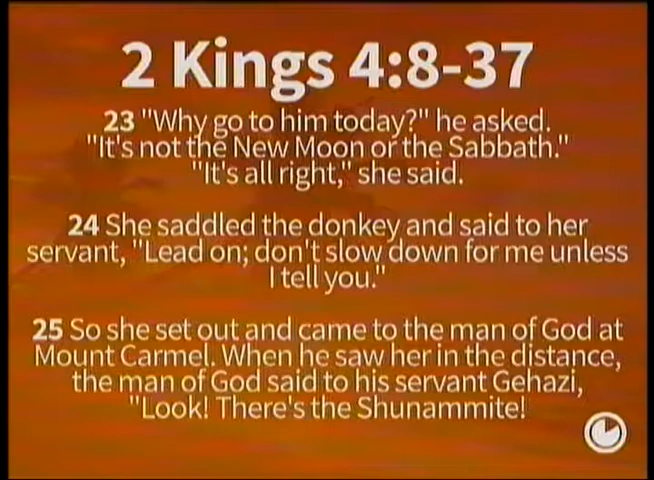 2 Kings 4:8-37
23 "Why go to him today?" he asked.
"It's not the New Moon or the Sabbath."
"It's all right," she said.
24 She saddled the donkey and said to her
servant, "Lead on; don't slow down for me unless
I tell you."
25 So she set out and came to the man of God at
Mount Carmel. When he saw her in the distance,
the man of God said to his servant Gehazi,
"Look! There's the Shunammite!